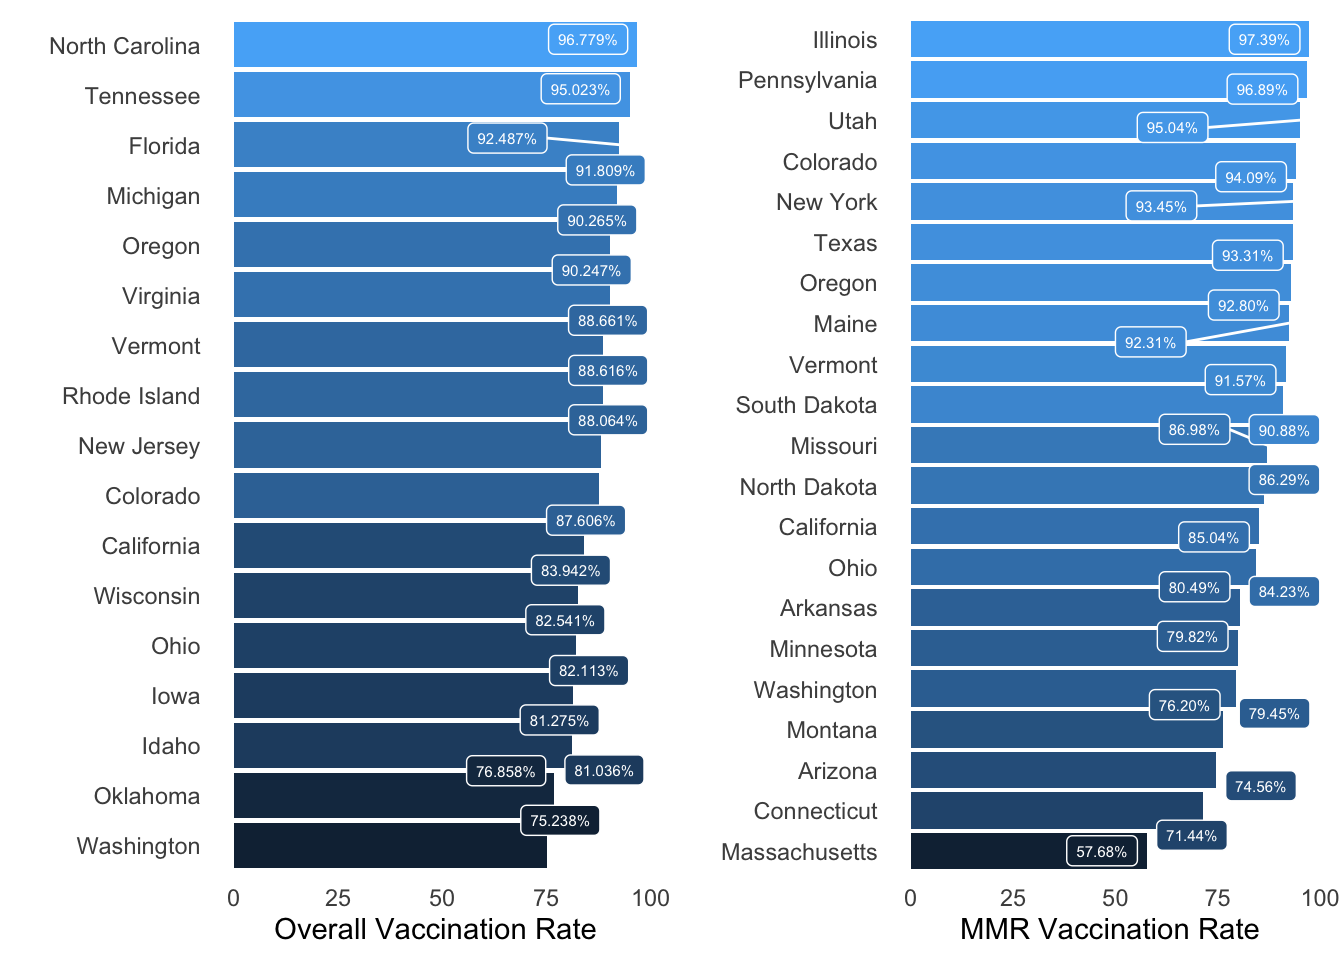 North Carolina 96.779%
Tennessee 95.023%
Florida 92.487%
Michigan 91.809%
Oregon 90.265%
Virginia 90.247%
Vermont 88.661%
Rhode Island 88.616%
New Jersey 88.064%
Colorado 87.606%
California 83.942%
Wisconsin 82.541%
Ohio 82.113%
Iowa 81.275%
Idaho 81.036%
Oklahoma 76.858%
Washington 75.238%
0 25 50 75 100
Overall Vaccination Rate
Illinois 97.39%
Pennsylvania 96.89%
Utah 95.04%
Colorado 94.09%
New York 93.45%
Texas 93.31%
Oregon 92.80%
Maine 92.31%
Vermont 91.57%
South Dakota 90.88%
Missouri 86.98%
North Dakota 86.29%
California 85.04%
Ohio 84.23%
Arkansas 80.49%
Minnesota 79.82%
Washington 79.45%
Montana 76.20%
Arizona 74.56%
Connecticut 71.44%
Massachusetts 57.68%
0 25 50 75 100
MMR Vaccination Rate